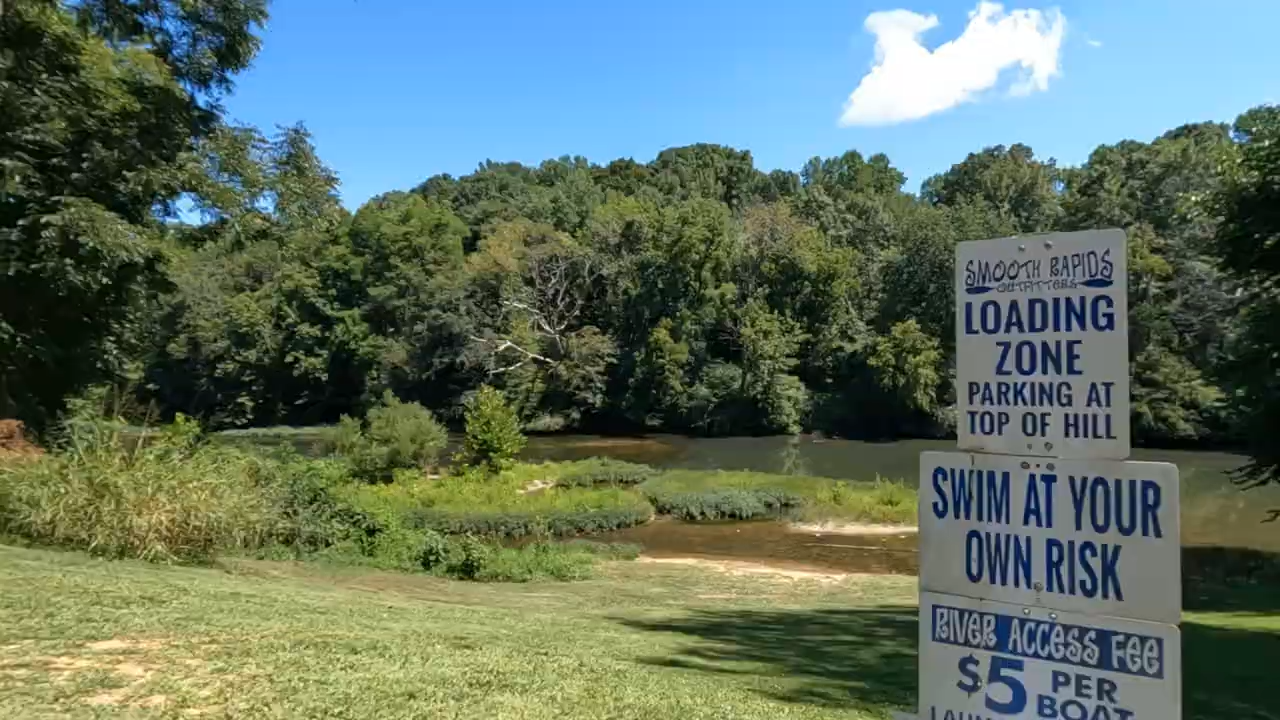 SMOOTH RAPIDS
OUTFITTERS
LOADING
ZONE
PARKING AT
TOP OF HILL
SWIM AT YOUR
OWN RISK
RIVER ACCESS FEE
$5 PER
BOAT